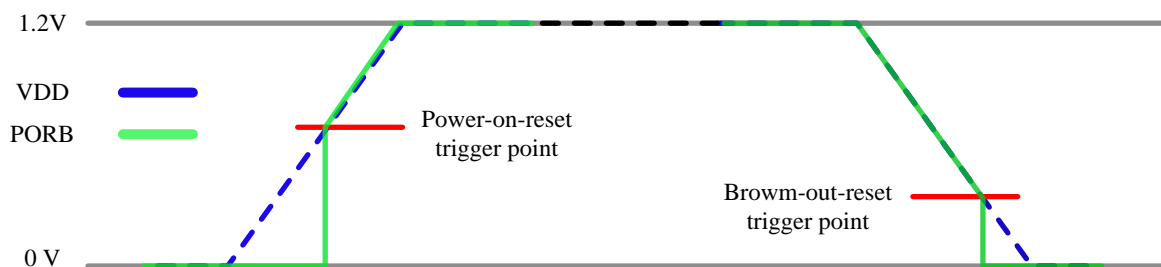 1.2V
VDD
PORB
Power-on-reset
trigger point
Browm-out-reset
trigger point
0 V